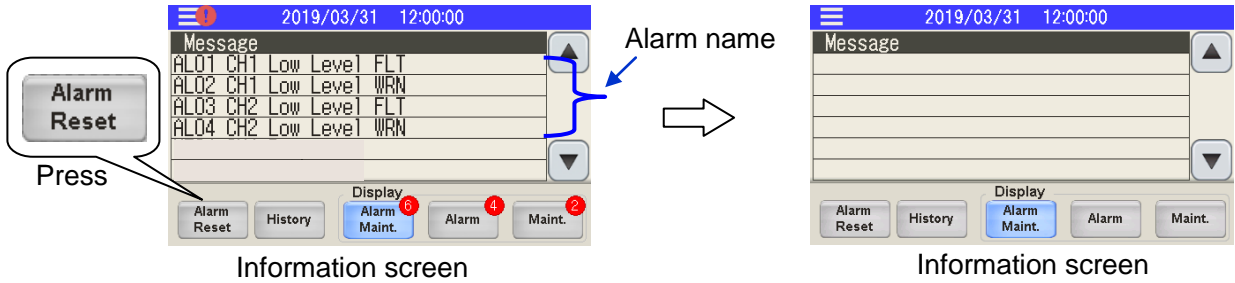 2019/03/31 12:00:00
Message
AL01 CH1 Low Level FLT
AL02 CH1 Low Level WRN
AL03 CH2 Low Level FLT
AL04 CH2 Low Level WRN
Alarm name
Alarm
Reset
Press
Display
Alarm
Reset
History
Alarm
Maint.
6
Alarm
4
Maint.
2
Information screen
2019/03/31 12:00:00
Message
Display
Alarm
Reset
History
Alarm
Maint.
Alarm
Maint.
Information screen